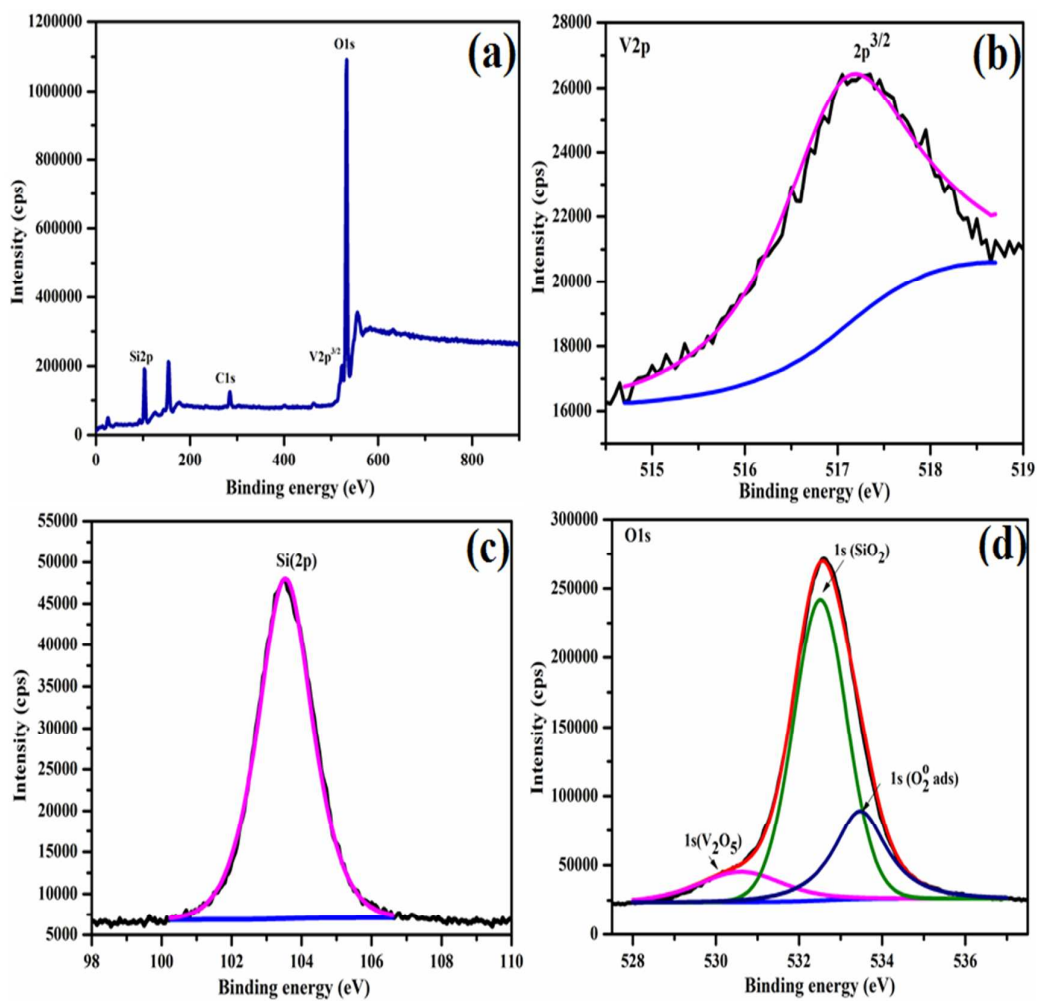 (a)
1200000
1000000
800000
600000
400000
200000
0
Intensity (cps)
O1s
Si2p
C1s
V2p3/2
0 200 400 600 800
Binding energy (eV)
(b)
V2p
2p3/2
28000
26000
24000
22000
20000
18000
16000
Intensity (cps)
515 516 517 518 519
Binding energy (eV)
(c)
Si(2p)
55000
50000
45000
40000
35000
30000
25000
20000
15000
10000
5000
Intensity (cps)
98 100 102 104 106 108 110
Binding energy (eV)
(d)
O1s
1s (SiO2)
1s (O2o ads)
1s(V2O5)
300000
250000
200000
150000
100000
50000
0
Intensity (cps)
528 530 532 534 536
Binding energy (eV)